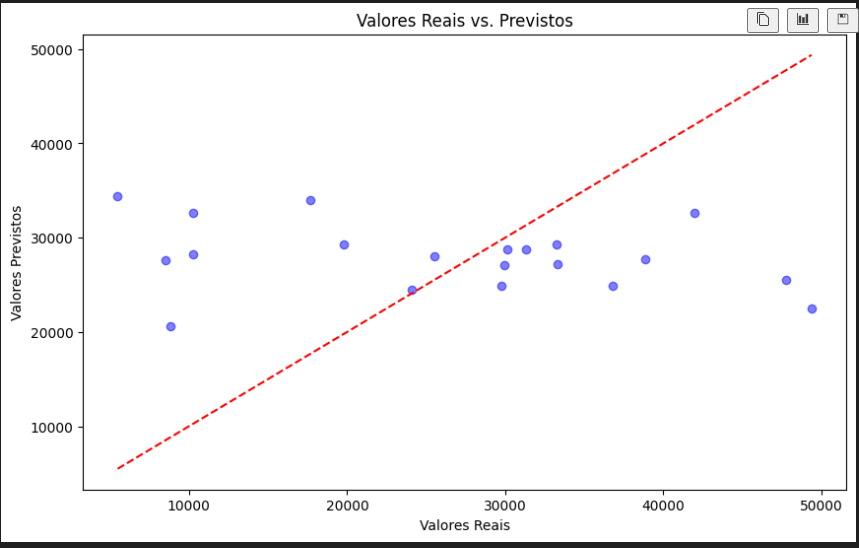 Valores Reais vs. Previstos
50000
40000
30000
20000
10000
Valores Previstos
10000 20000 30000 40000 50000
Valores Reais